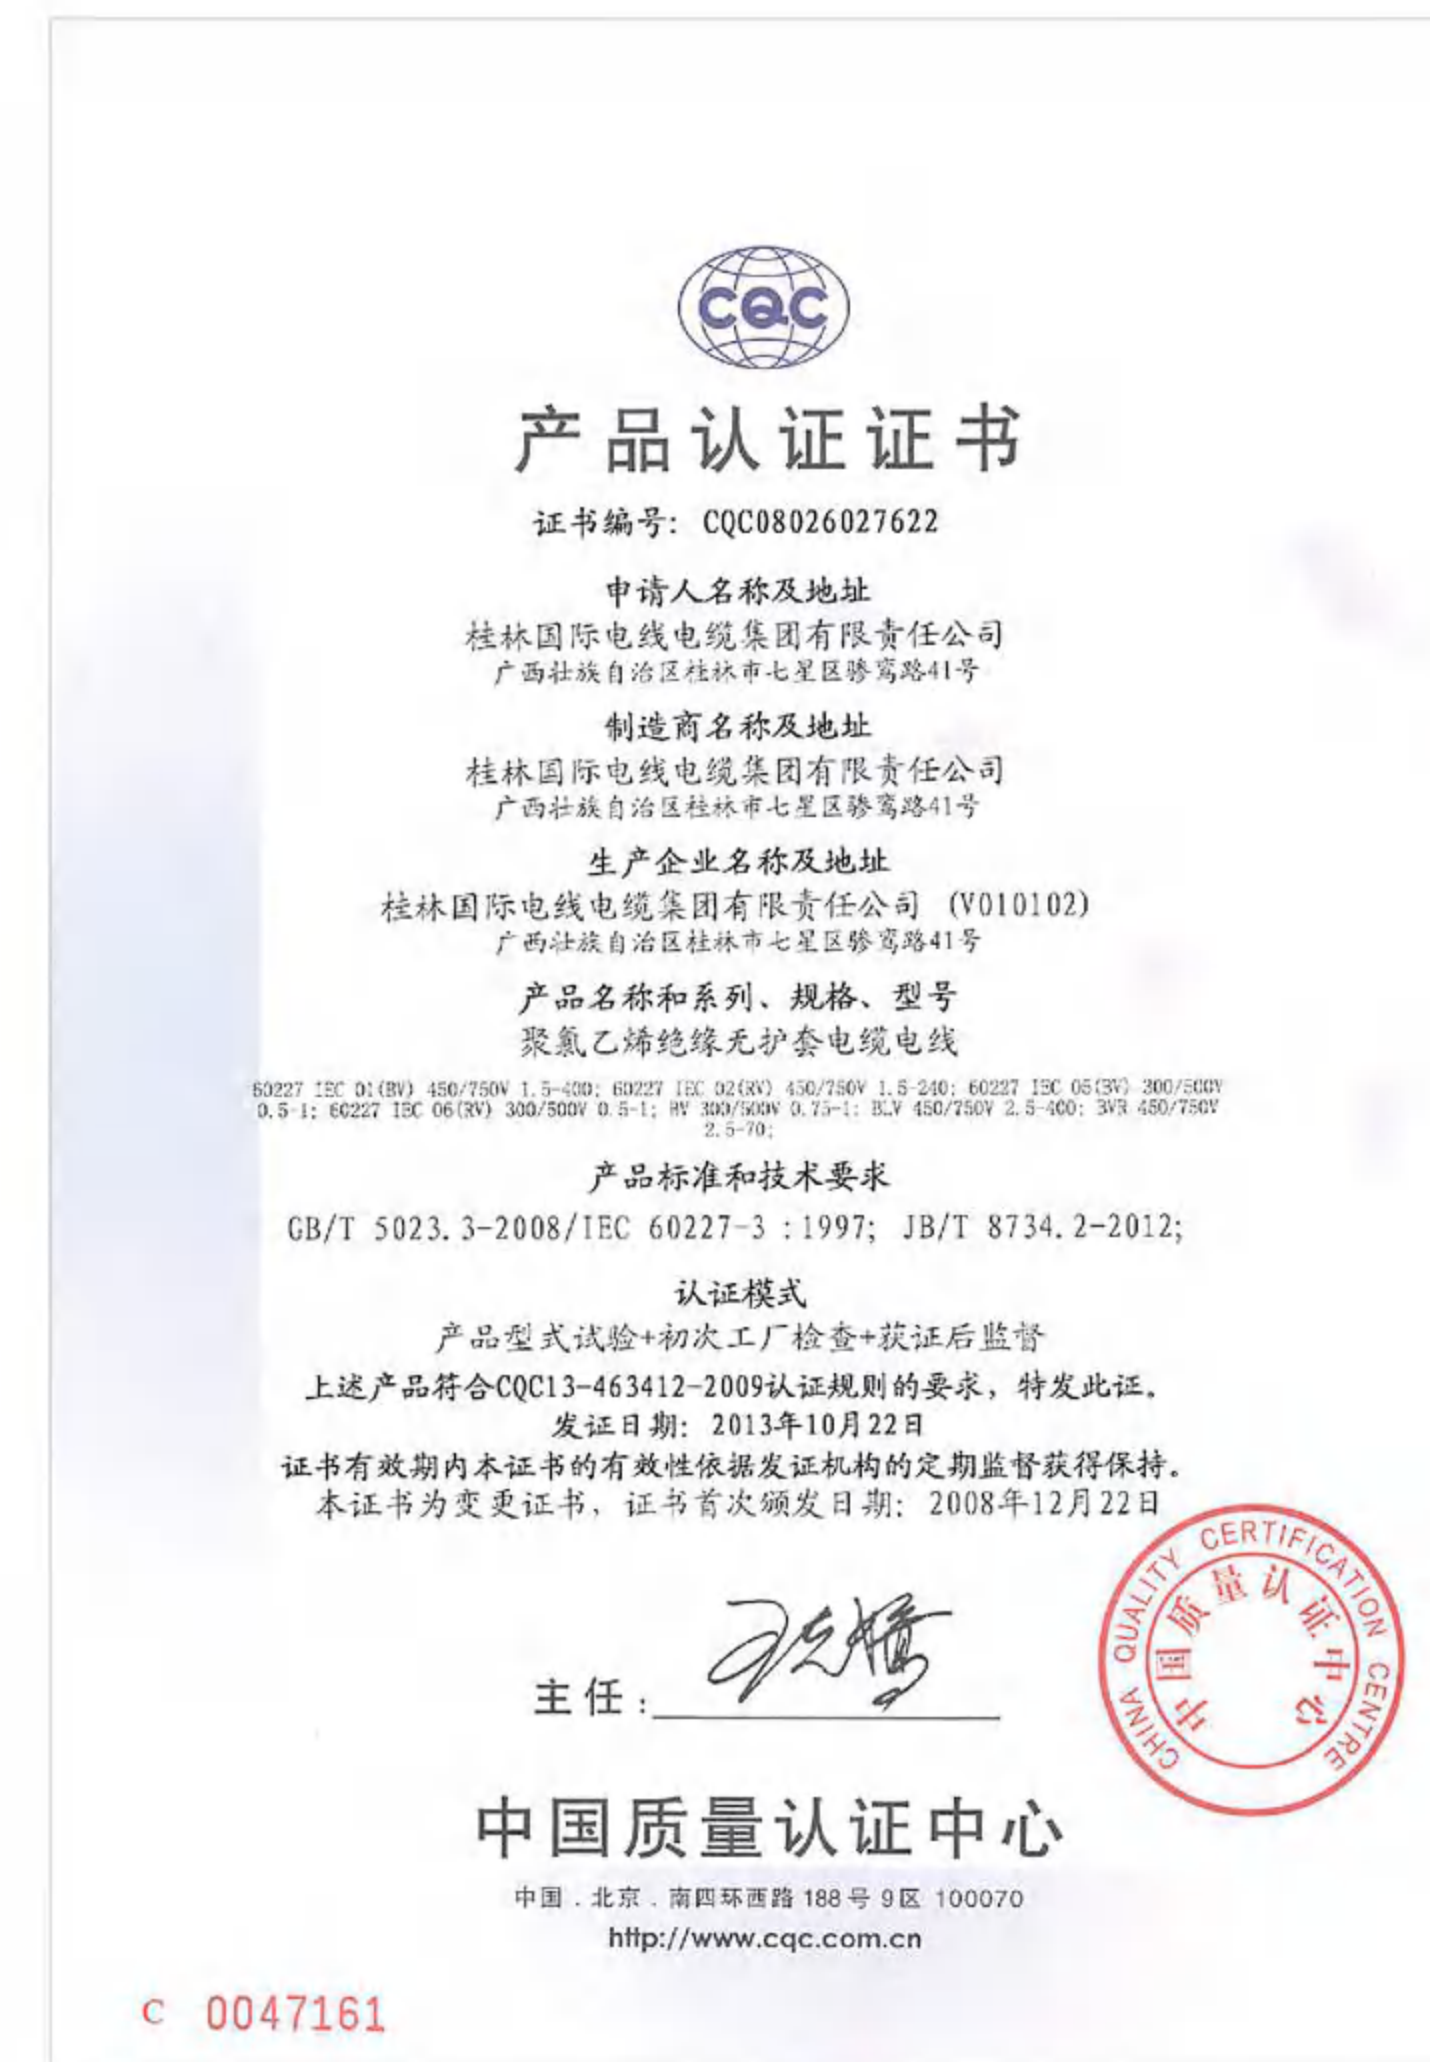 CQC
产品认证证书
证书编号: CQC08026027622
申请人名称及地址
桂林国际电线电缆集团有限责任公司
广西壮族自治区桂林市七星区骖鸾路41号
制造商名称及地址
桂林国际电线电缆集团有限责任公司
广西壮族自治区桂林市七星区骖鸾路41号
生产企业名称及地址
桂林国际电线电缆集团有限责任公司 (V010102)
广西壮族自治区桂林市七星区骖鸾路41号
产品名称和系列、规格、型号
聚氯乙烯绝缘无护套电缆电线
60227 IEC 01(BV) 450/750V 1.5-400; 60227 IEC 02(RV) 450/750V 1.5-240; 60227 IEC 05(BV) 300/500V
0.5-1; 60227 IEC 06(RV) 300/500V 0.5-1; BV 300/500V 0.75-1; BLV 450/750V 2.5-400; BVR 450/750V
2.5-70;
产品标准和技术要求
GB/T 5023.3-2008/IEC 60227-3 :1997; JB/T 8734.2-2012;
认证模式
产品型式试验+初次工厂检查+获证后监督
上述产品符合CQC13-463412-2009认证规则的要求, 特发此证。
发证日期: 2013年10月22日
证书有效期内本证书的有效性依据发证机构的定期监督获得保持。
本证书为变更证书, 证书首次颁发日期: 2008年12月22日
CHINA QUALITY CERTIFICATION CENTRE
中国质量认证中心
主任:
中国质量认证中心
中国.北京.南四环西路188号9区 100070
http://www.cqc.com.cn
C 0047161